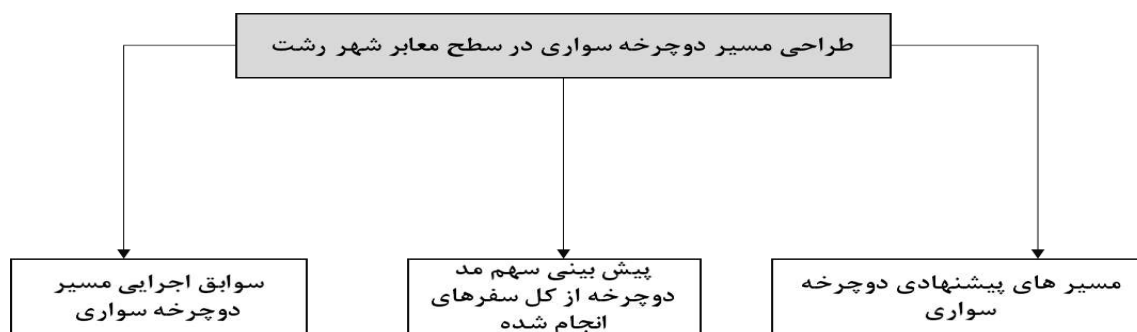 طراحی مسیر دوچرخه سواری در سطح معابر شهر رشت
مسیر های پیشنهادی دوچرخه
سواری
پیش بینی سهم مد
دوچرخه از کل سفرهای
انجام شده
سوابق اجرایی مسیر
دوچرخه سواری